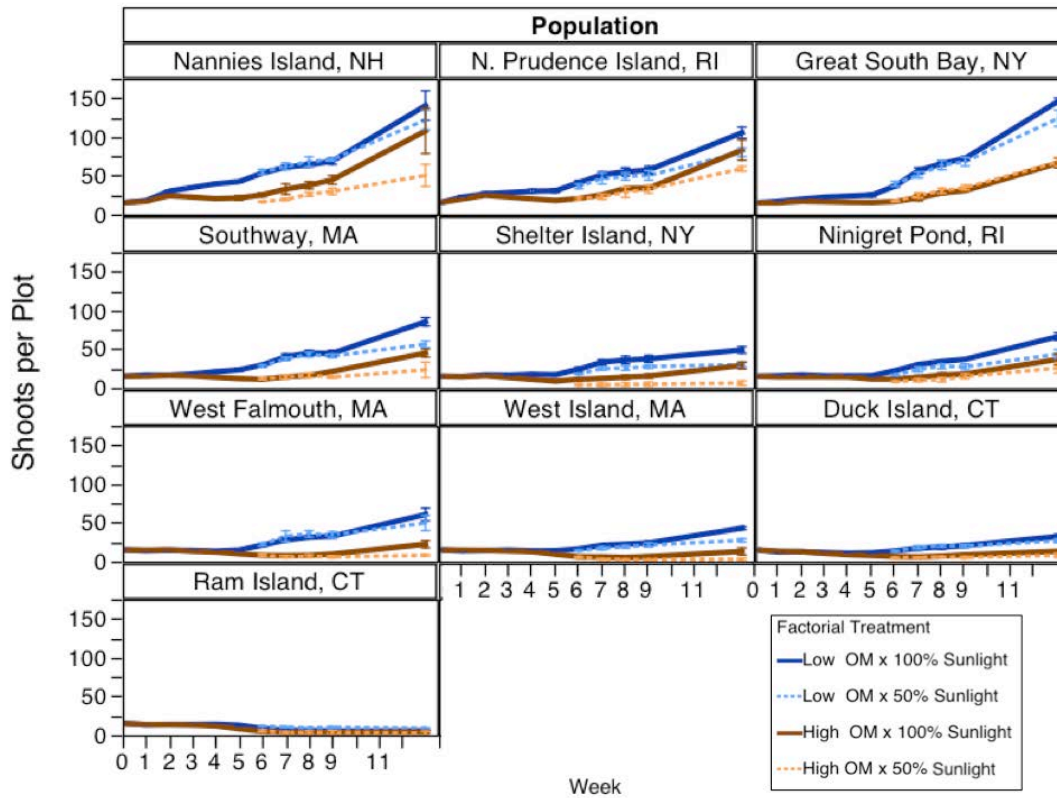 Population
Nannies Island, NH
N. Prudence Island, RI
Great South Bay, NY
150
100
50
0
Southway, MA
Shelter Island, NY
Ninigret Pond, RI
150
100
50
0
West Falmouth, MA
West Island, MA
Duck Island, CT
150
100
50
0
Ram Island, CT
1 2 3 4 5 6 7 8 9 11
0 1 2 3 4 5 6 7 8 9 11
150
100
50
0
0 1 2 3 4 5 6 7 8 9 11
Shoots per Plot
Week
Factorial Treatment
Low OM x 100% Sunlight
Low OM x 50% Sunlight
High OM x 100% Sunlight
High OM x 50% Sunlight